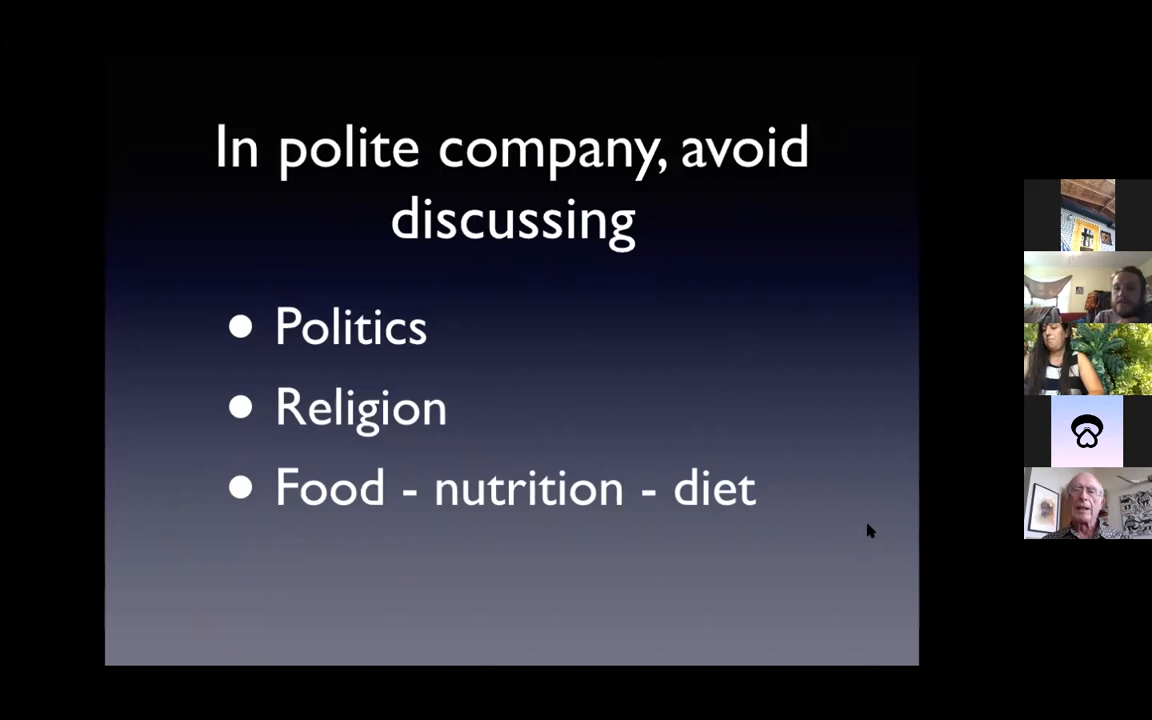 In polite company, avoid
discussing
• Politics
• Religion
• Food - nutrition - diet